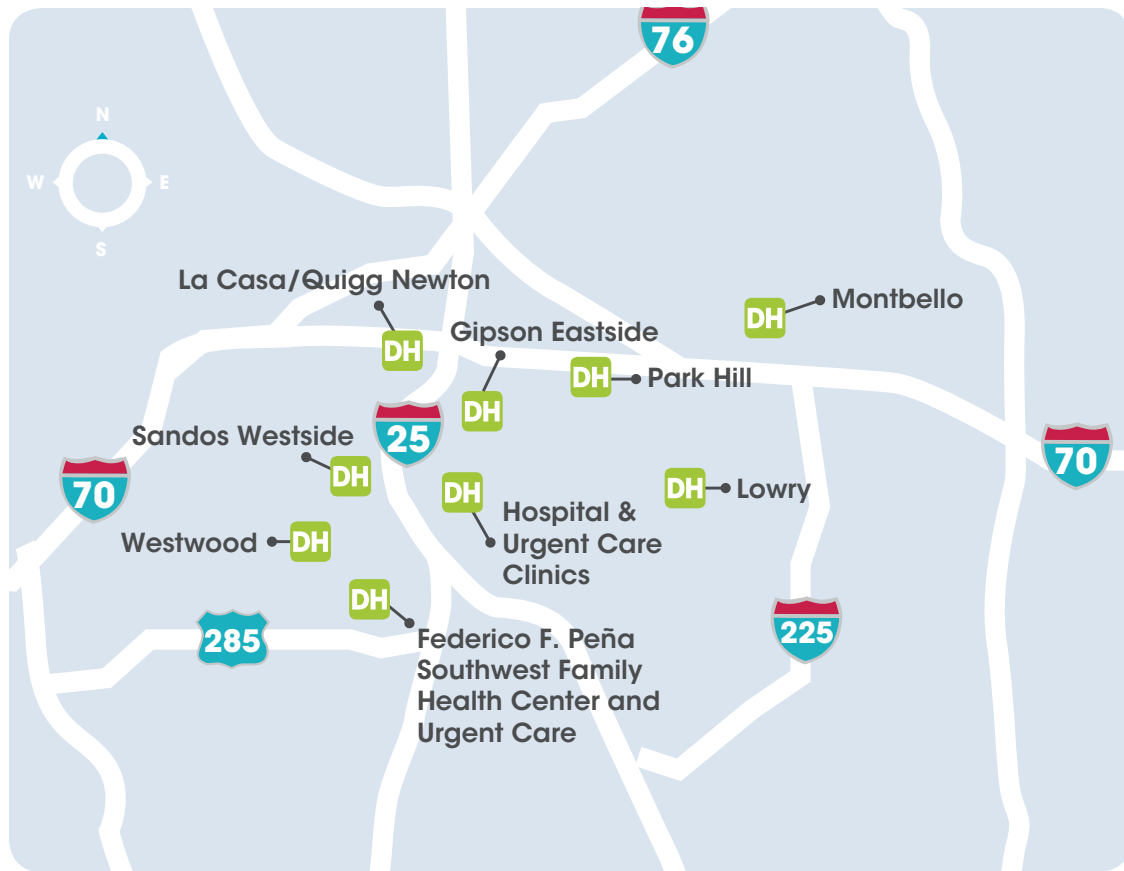 76
N
W
E
S
La Casa/Quigg Newton
Montbello
DH
Gipson Eastside
DH
DH
Park Hill
DH
25
Sandos Westside
DH
70
70
DH
Lowry
DH
Hospital &
Urgent Care
Clinics
Westwood
DH
DH
285
225
Federico F. Peña
Southwest Family
Health Center and
Urgent Care